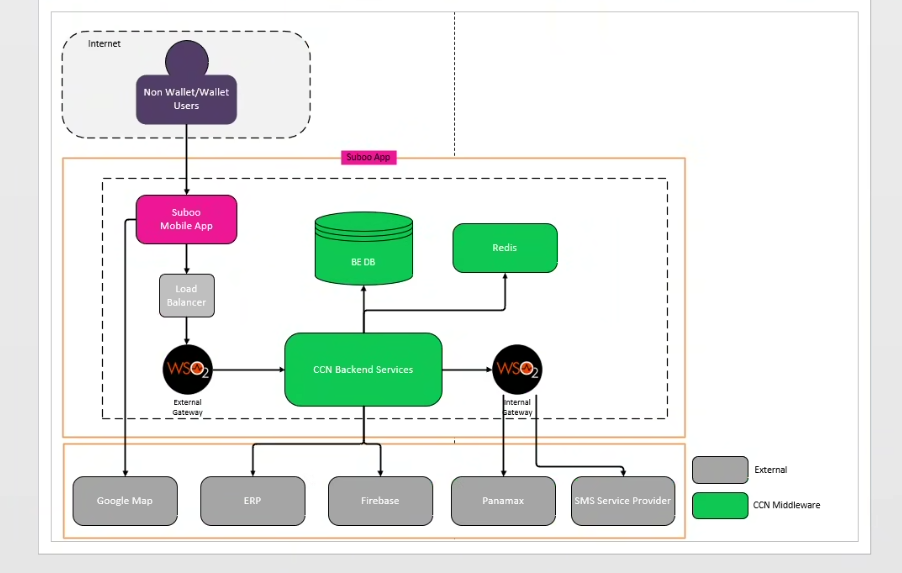 Internet
Non Wallet/Wallet
Users
Suboo App
Suboo
Mobile App
BE DB
Redis
Load
Balancer
WSO2
External
Gateway
CCN Backend Services
WSO2
Internal
Gateway
Google Map
ERP
Firebase
Panamax
SMS Service Provider
External
CCN Middleware